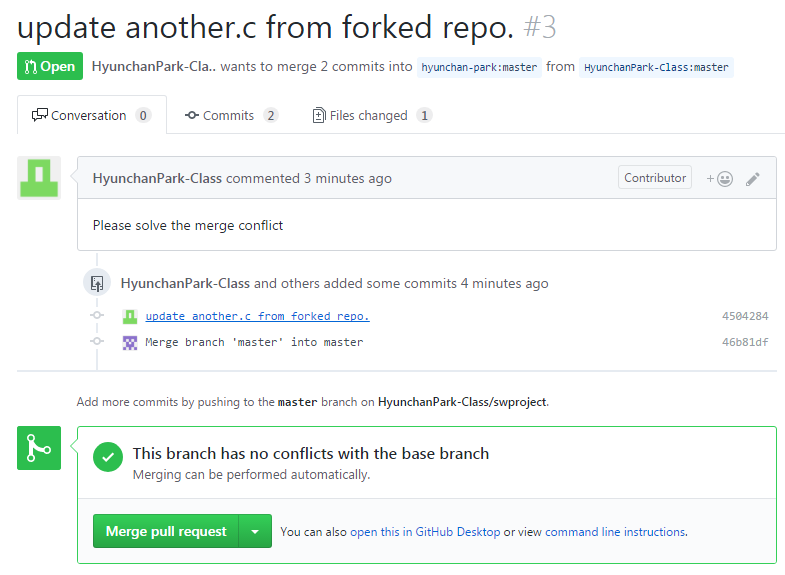 update another.c from forked repo. #3
Open HyunchanPark-Cla.. wants to merge 2 commits into hyunchan-park:master from HyunchanPark-Class:master
Conversation 0 Commits 2 Files changed 1
HyunchanPark-Class commented 3 minutes ago Contributor +
Please solve the merge conflict
HyunchanPark-Class and others added some commits 4 minutes ago
update another.c from forked repo. 4504284
Merge branch 'master' into master 46b81df
Add more commits by pushing to the master branch on HyunchanPark-Class/swproject.
This branch has no conflicts with the base branch
Merging can be performed automatically.
Merge pull request You can also open this in GitHub Desktop or view command line instructions.